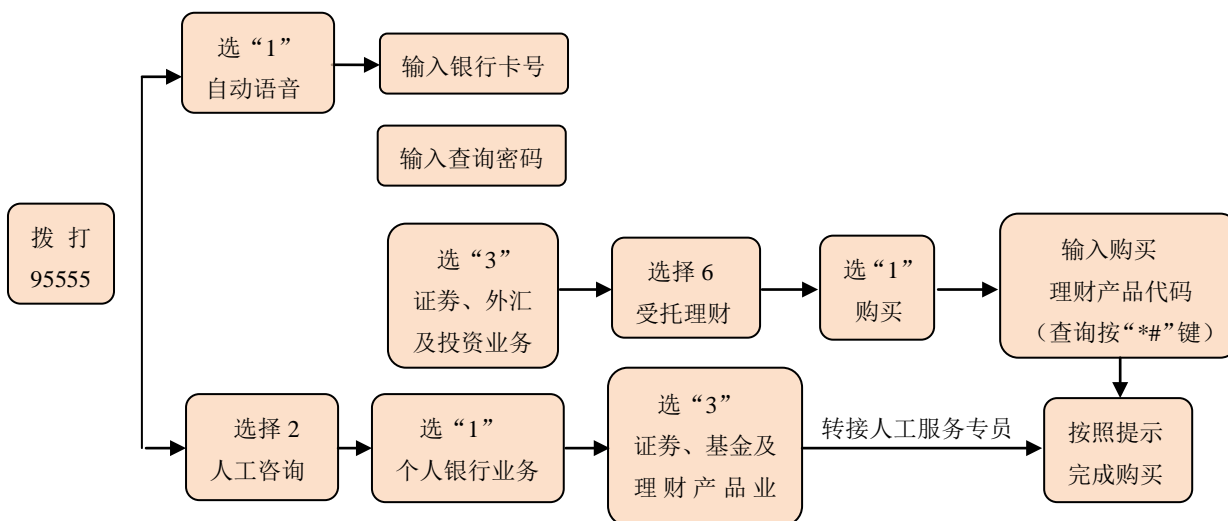 拨 打
95555
选“1”
自动语音
输入银行卡号
输入查询密码
选“3”
证券、外汇
及投资业务
选择 6
受托理财
选“1”
购买
输入购买
理财产品代码
（查询按“*#”键）
选择 2
人工咨询
选“1”
个人银行业务
选“3”
证券、基金及
理 财 产 品 业
转接人工服务专员
按照提示
完成购买